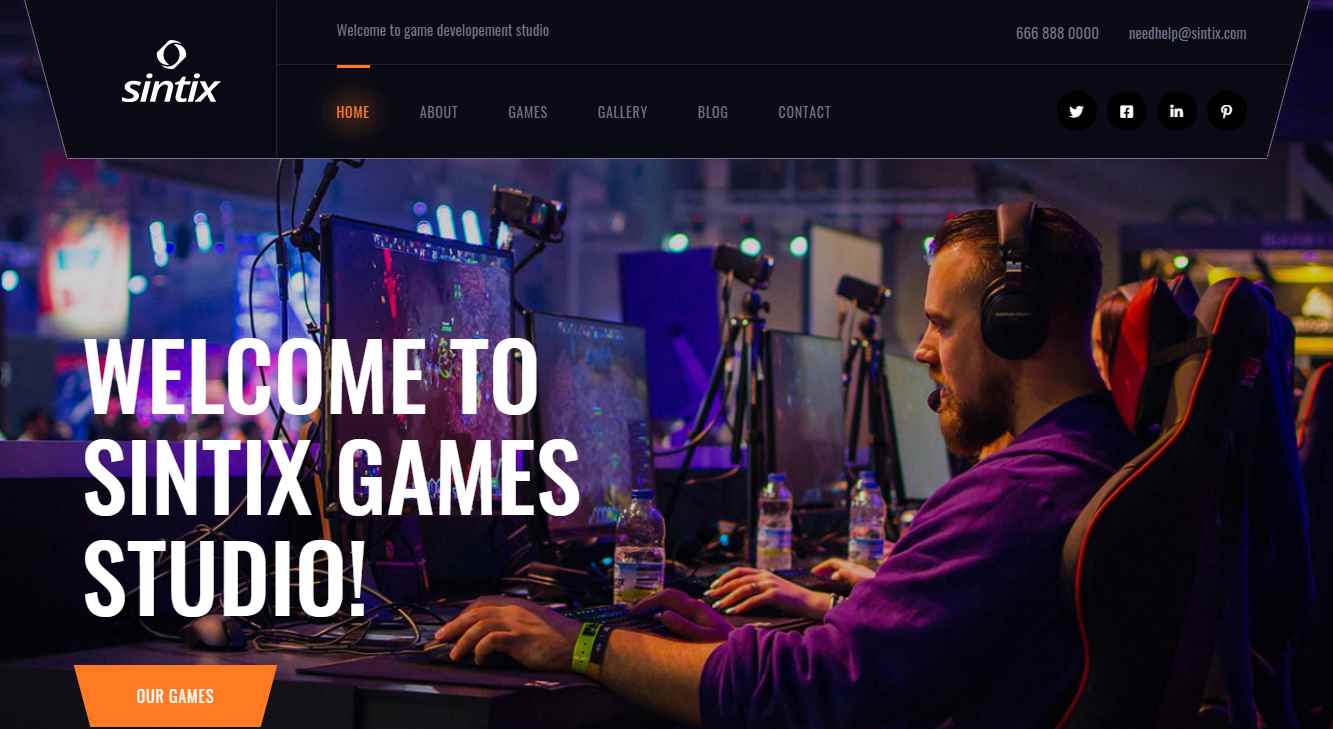 sintix
Welcome to game developement studio
666 888 0000
needhelp@sintix.com
HOME
ABOUT
GAMES
GALLERY
BLOG
CONTACT
WELCOME TO
SINTIX GAMES
STUDIO!
OUR GAMES